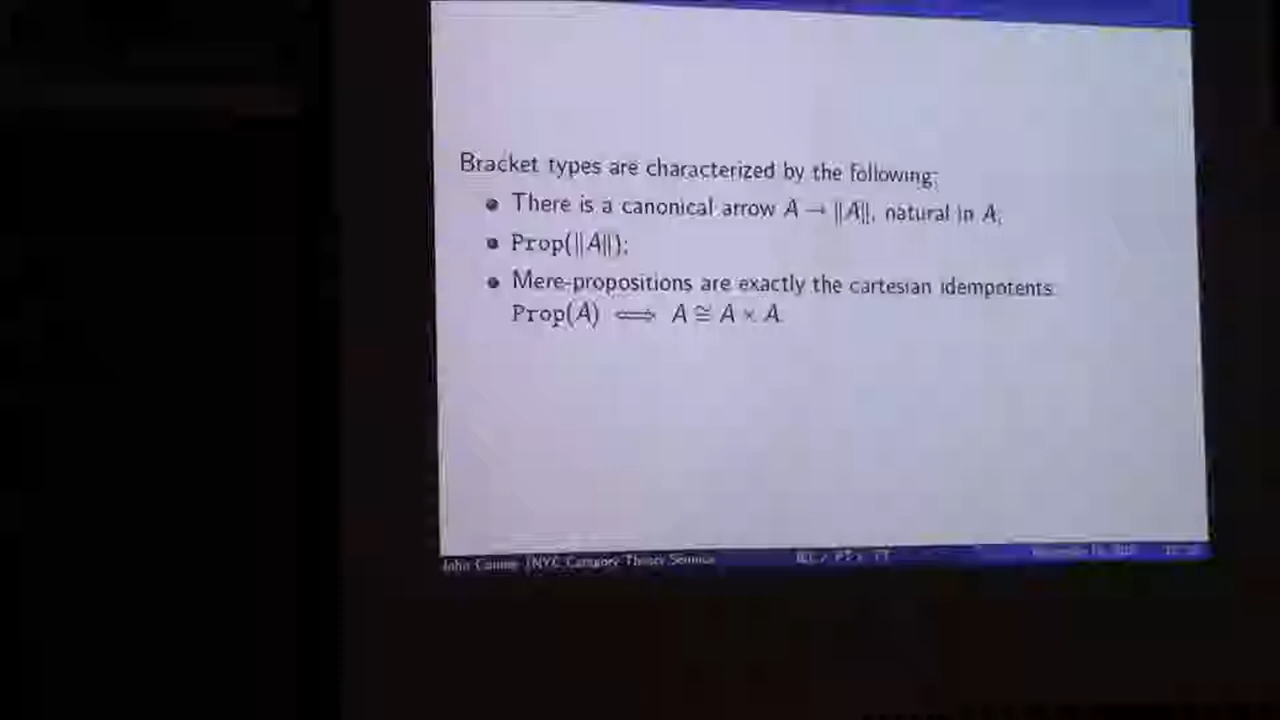 Bracket types are characterized by the following:
There is a canonical arrow A → ‖A‖, natural in A;
Prop(‖A‖);
Mere-propositions are exactly the cartesian idempotents:
Prop(A) ⟺ A ≅ A × A
John (NYC Category Theory Seminar